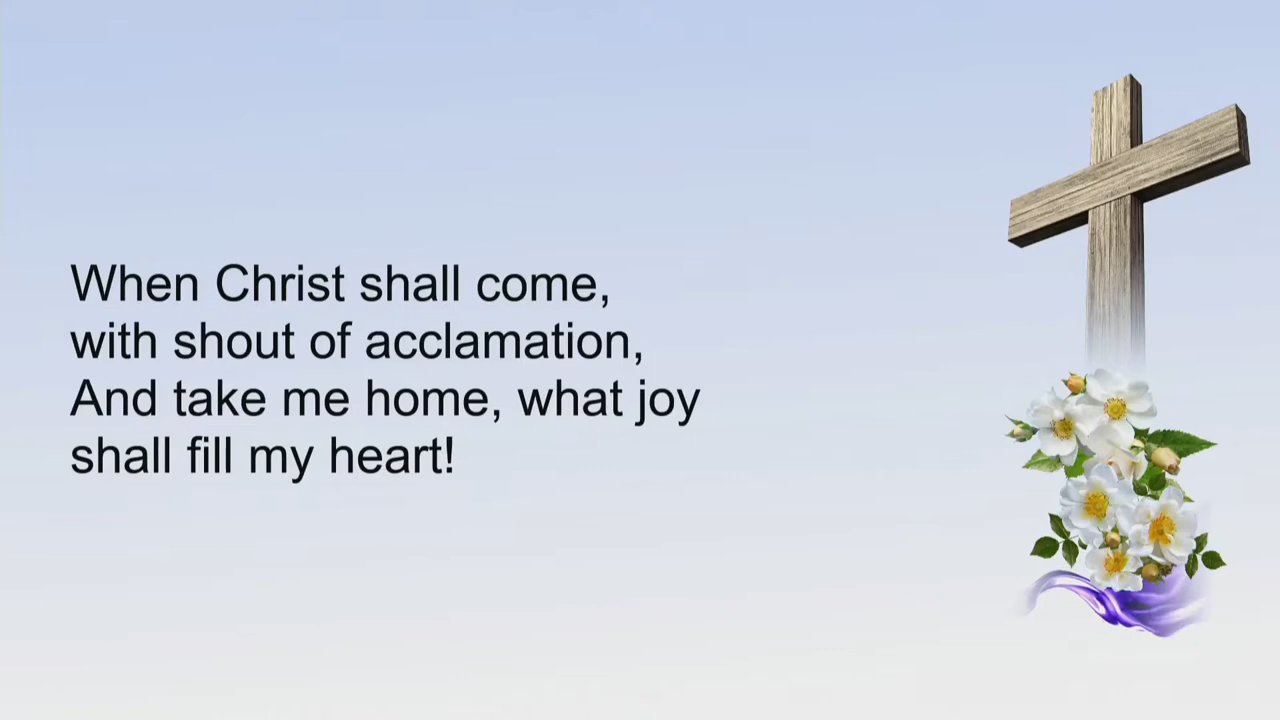 When Christ shall come,
with shout of acclamation,
And take me home, what joy
shall fill my heart!